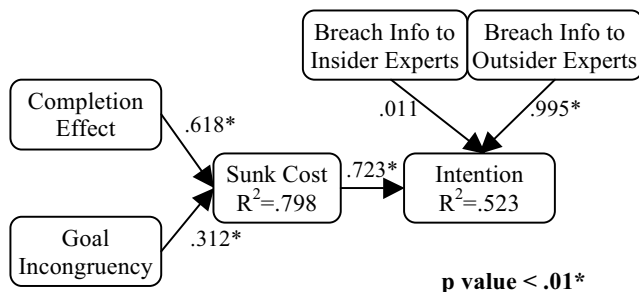 Breach Info to
Insider Experts
Breach Info to
Outsider Experts
Completion
Effect
.618*
.011
.995*
Sunk Cost
R²=.798
.723*
Intention
R²=.523
Goal
Incongruency
.312*
p value < .01*